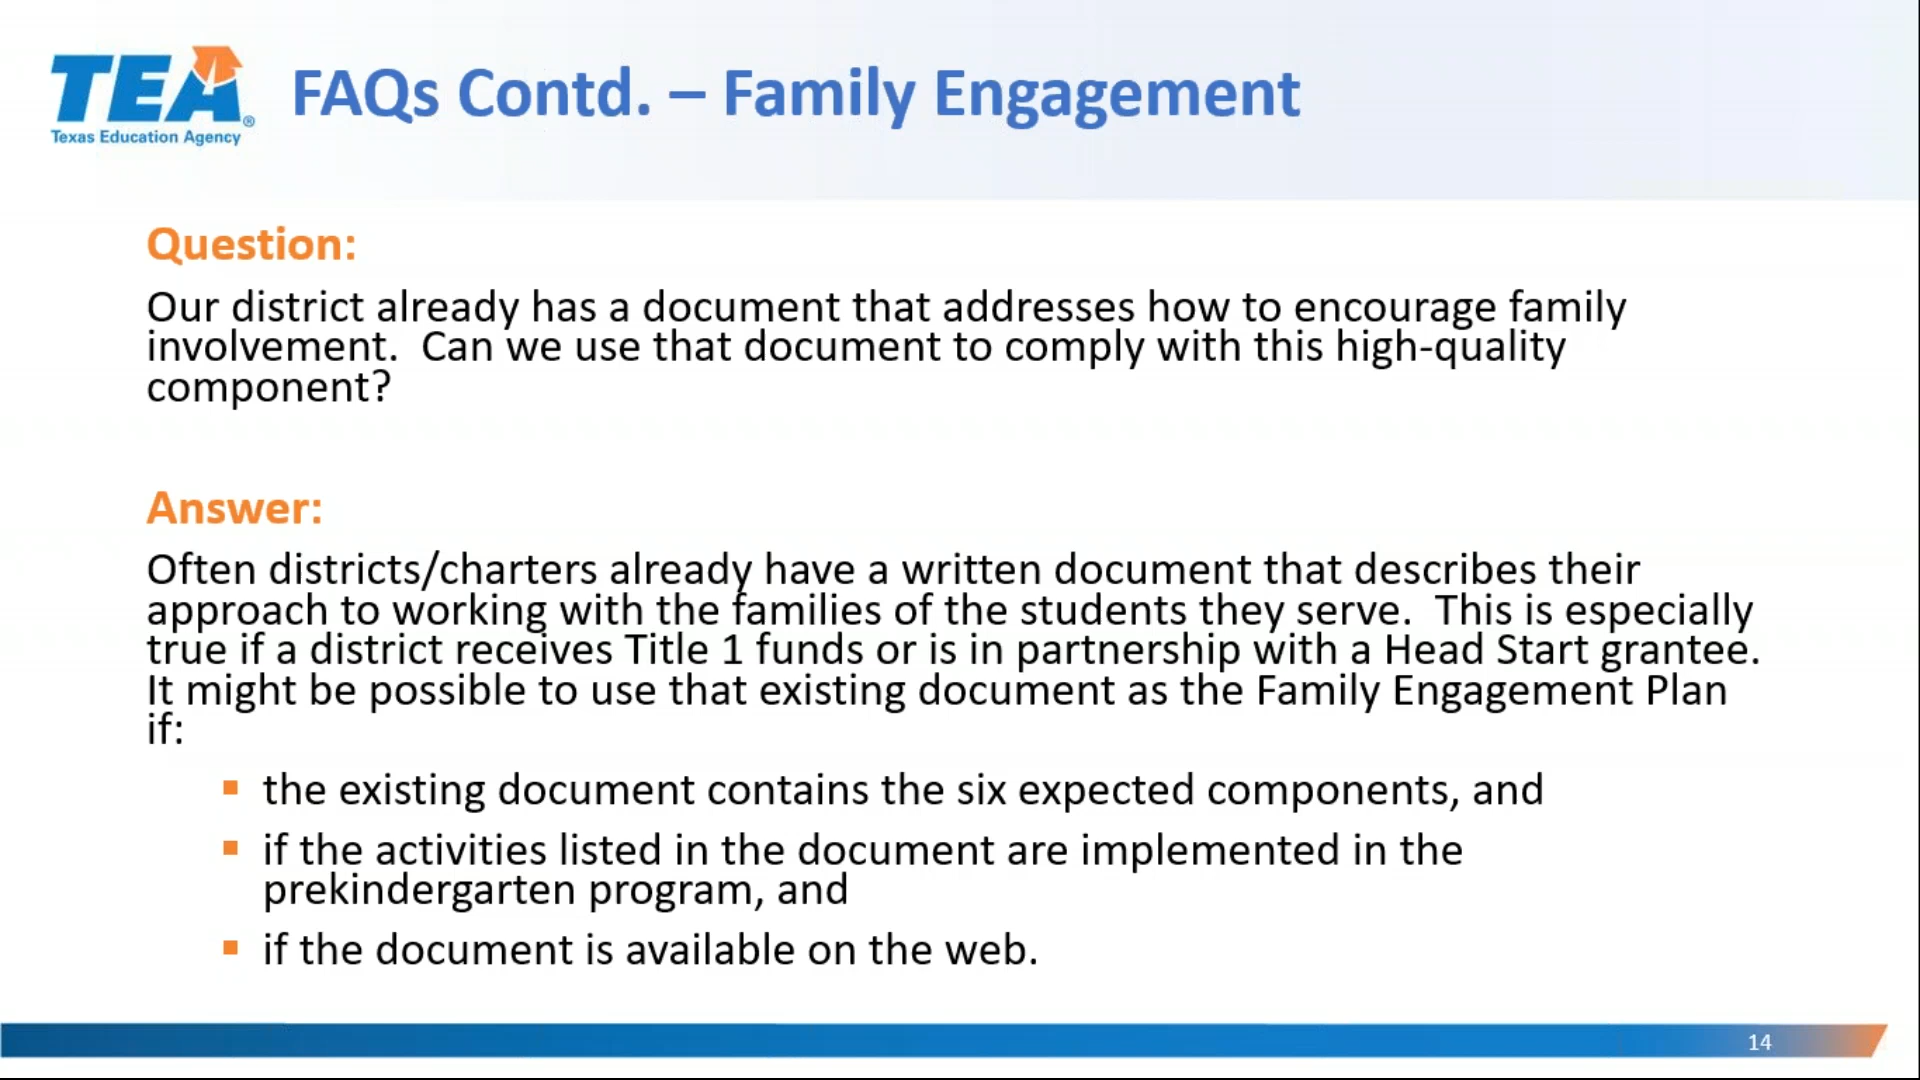 TEA®
Texas Education Agency
FAQs Contd. – Family Engagement
Question:
Our district already has a document that addresses how to encourage family
involvement.  Can we use that document to comply with this high-quality
component?
Answer:
Often districts/charters already have a written document that describes their
approach to working with the families of the students they serve.  This is especially
true if a district receives Title 1 funds or is in partnership with a Head Start grantee.
It might be possible to use that existing document as the Family Engagement Plan
if:
▪ the existing document contains the six expected components, and
▪ if the activities listed in the document are implemented in the
prekindergarten program, and
▪ if the document is available on the web.
14